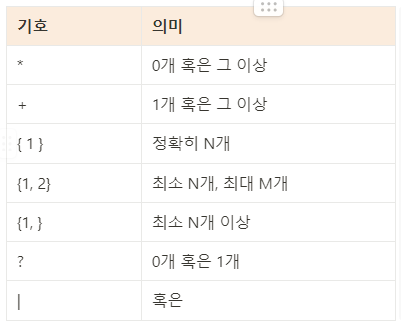 기호 의미
* 0개 혹은 그 이상
+ 1개 혹은 그 이상
{ 1 } 정확히 N개
{1, 2} 최소 N개, 최대 M개
{1, } 최소 N개 이상
? 0개 혹은 1개
| 혹은